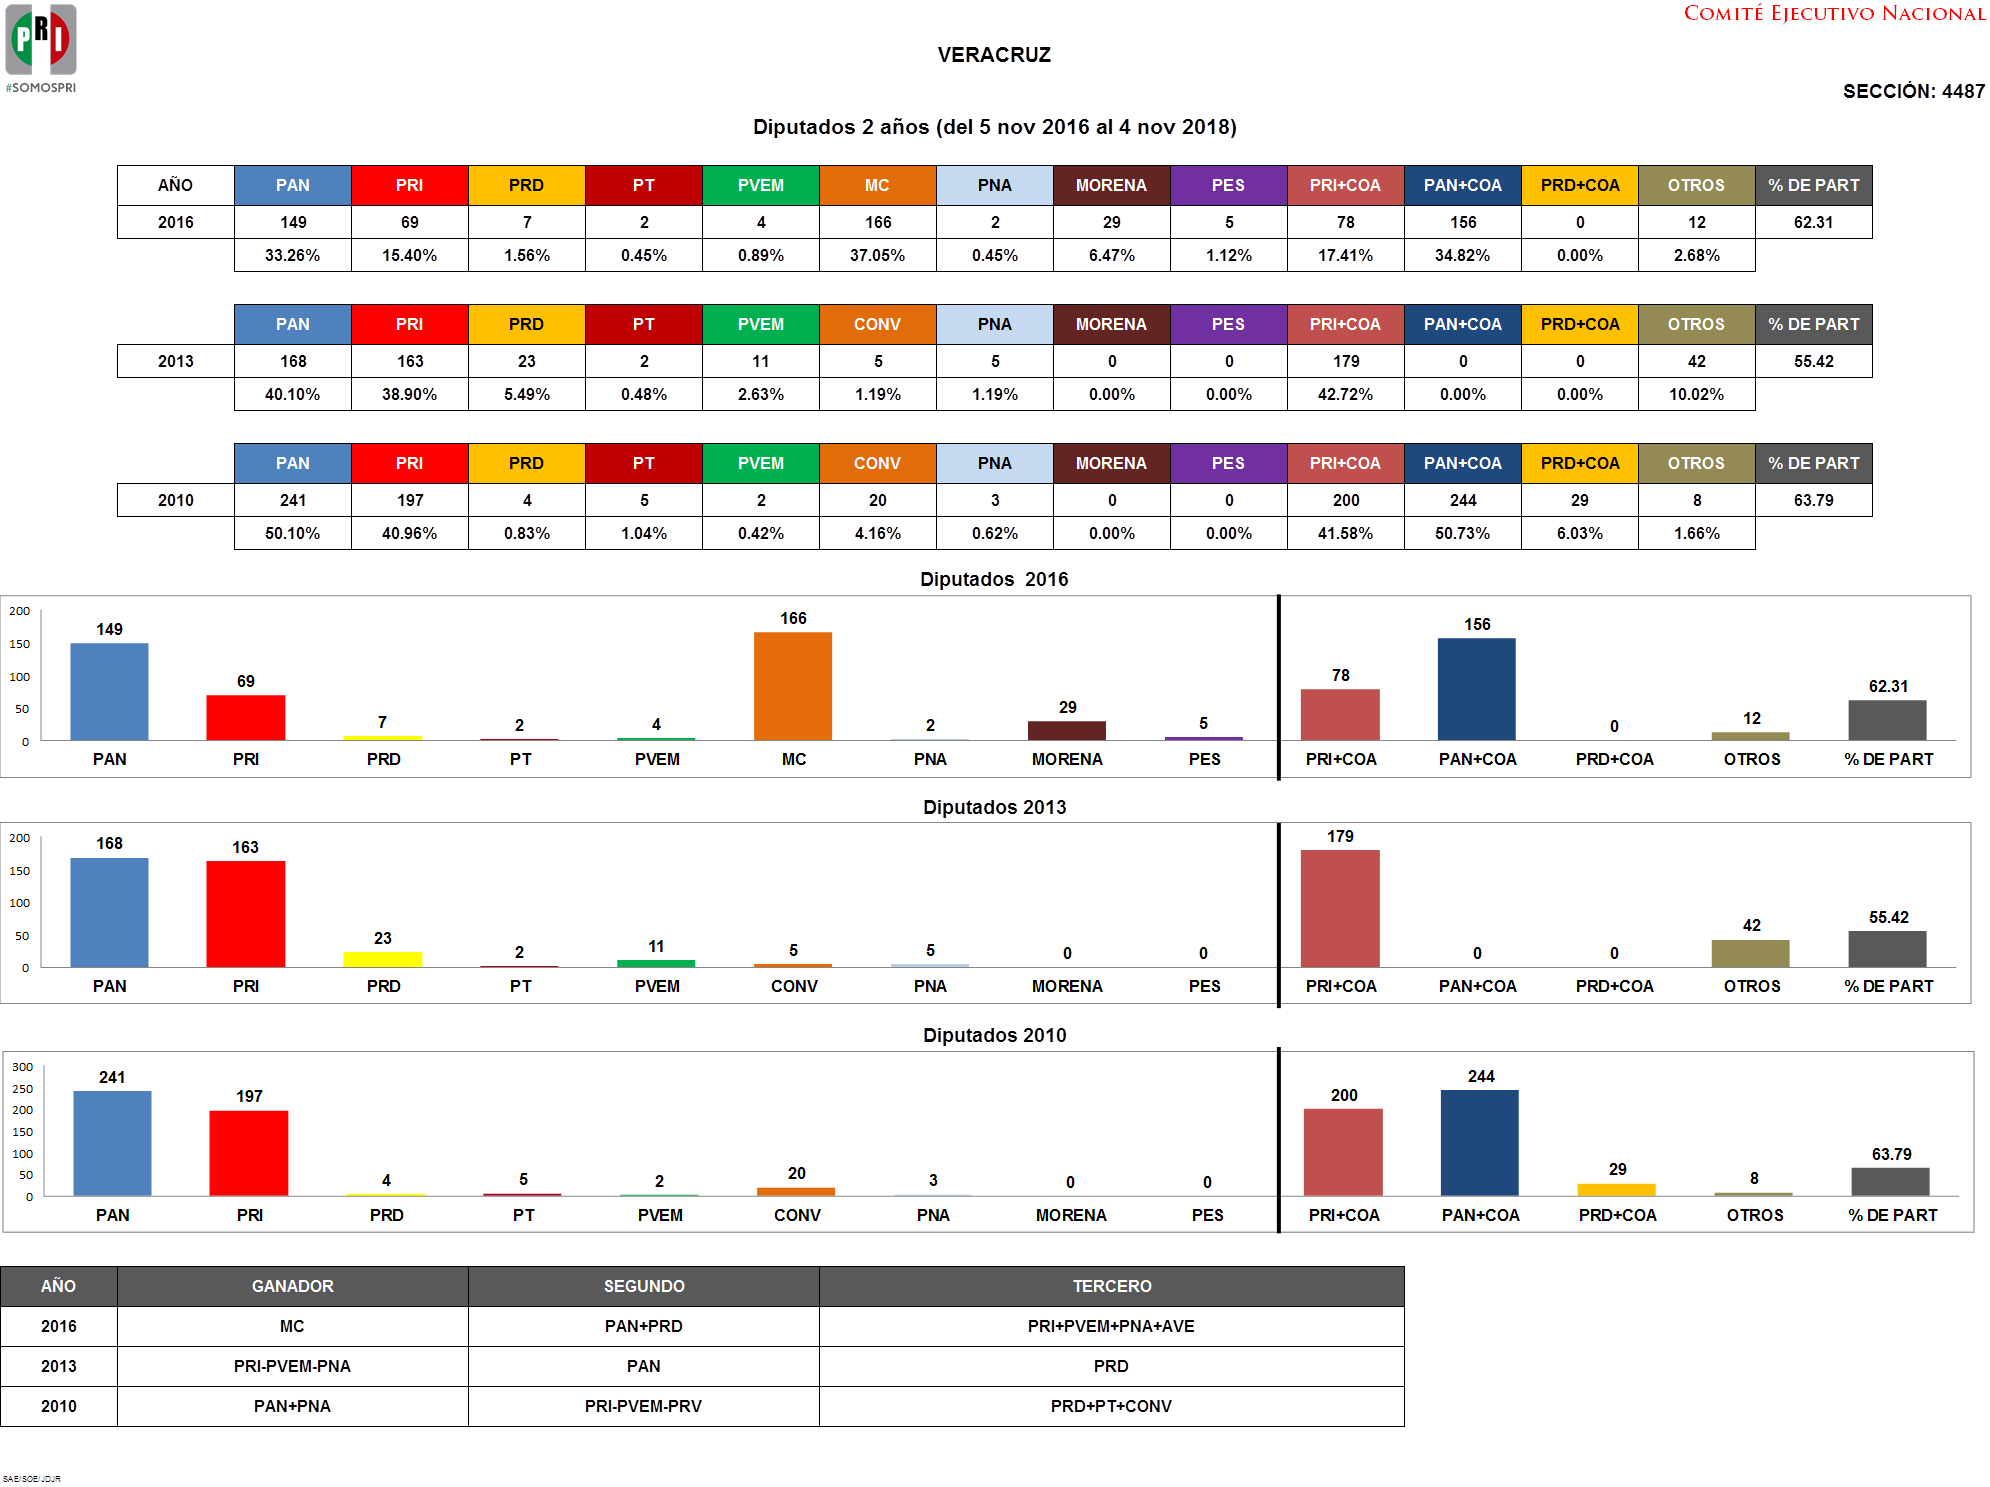 PRI
#SOMOSPRI
COMITÉ EJECUTIVO NACIONAL
VERACRUZ
SECCIÓN: 4487
Diputados 2 años (del 5 nov 2016 al 4 nov 2018)
AÑO PAN PRI PRD PT PVEM MC PNA MORENA PES PRI+COA PAN+COA PRD+COA OTROS % DE PART
2016 149 69 7 2 4 166 2 29 5 78 156 0 12 62.31
33.26% 15.40% 1.56% 0.45% 0.89% 37.05% 0.45% 6.47% 1.12% 17.41% 34.82% 0.00% 2.68%
PAN PRI PRD PT PVEM CONV PNA MORENA PES PRI+COA PAN+COA PRD+COA OTROS % DE PART
2013 168 163 23 2 11 5 5 0 0 179 0 0 42 55.42
40.10% 38.90% 5.49% 0.48% 2.63% 1.19% 1.19% 0.00% 0.00% 42.72% 0.00% 0.00% 10.02%
PAN PRI PRD PT PVEM CONV PNA MORENA PES PRI+COA PAN+COA PRD+COA OTROS % DE PART
2010 241 197 4 5 2 20 3 0 0 200 244 29 8 63.79
50.10% 40.96% 0.83% 1.04% 0.42% 4.16% 0.62% 0.00% 0.00% 41.58% 50.73% 6.03% 1.66%
Diputados 2016
200
150
100
50
0
149 69 7 2 4 166 2 29 5 78 156 0 12 62.31
PAN PRI PRD PT PVEM MC PNA MORENA PES PRI+COA PAN+COA PRD+COA OTROS % DE PART
Diputados 2013
200
150
100
50
0
168 163 23 2 11 5 5 0 0 179 0 0 42 55.42
PAN PRI PRD PT PVEM CONV PNA MORENA PES PRI+COA PAN+COA PRD+COA OTROS % DE PART
Diputados 2010
300
250
200
150
100
50
0
241 197 4 5 2 20 3 0 0 200 244 29 8 63.79
PAN PRI PRD PT PVEM CONV PNA MORENA PES PRI+COA PAN+COA PRD+COA OTROS % DE PART
AÑO GANADOR SEGUNDO TERCERO
2016 MC PAN+PRD PRI+PVEM+PNA+AVE
2013 PRI-PVEM-PNA PAN PRD
2010 PAN+PNA PRI-PVEM-PRV PRD+PT+CONV
SAE/SOE/JDJR